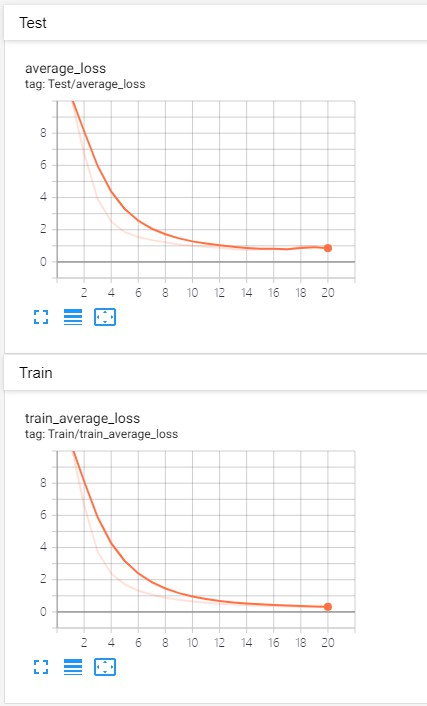 Test
average_loss
tag: Test/average_loss
8
6
4
2
0
2 4 6 8 10 12 14 16 18 20
Train
train_average_loss
tag: Train/train_average_loss
8
6
4
2
0
2 4 6 8 10 12 14 16 18 20